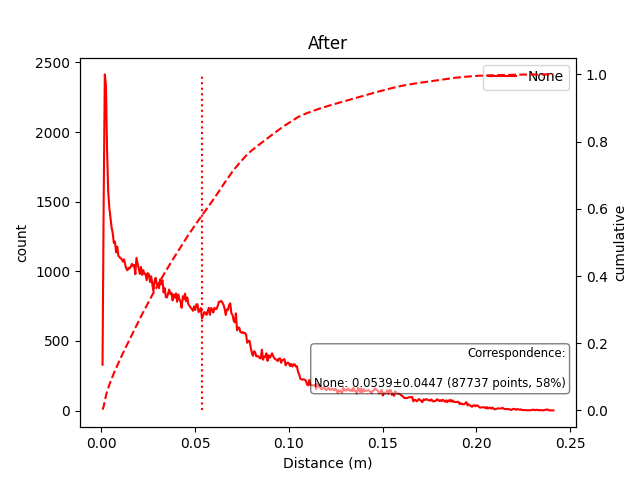 After
2500
2000
1500
1000
500
0
count
0.00
0.05
0.10
0.15
0.20
0.25
Distance (m)
1.0
0.8
0.6
0.4
0.2
0.0
cumulative
None
Correspondence:
None: 0.0539±0.0447 (87737 points, 58%)